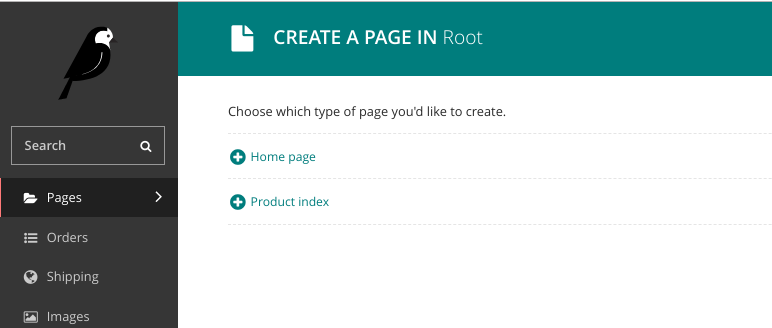 CREATE A PAGE IN Root
Choose which type of page you'd like to create.
Search
Home page
Pages
Product index
Orders
Shipping
Images